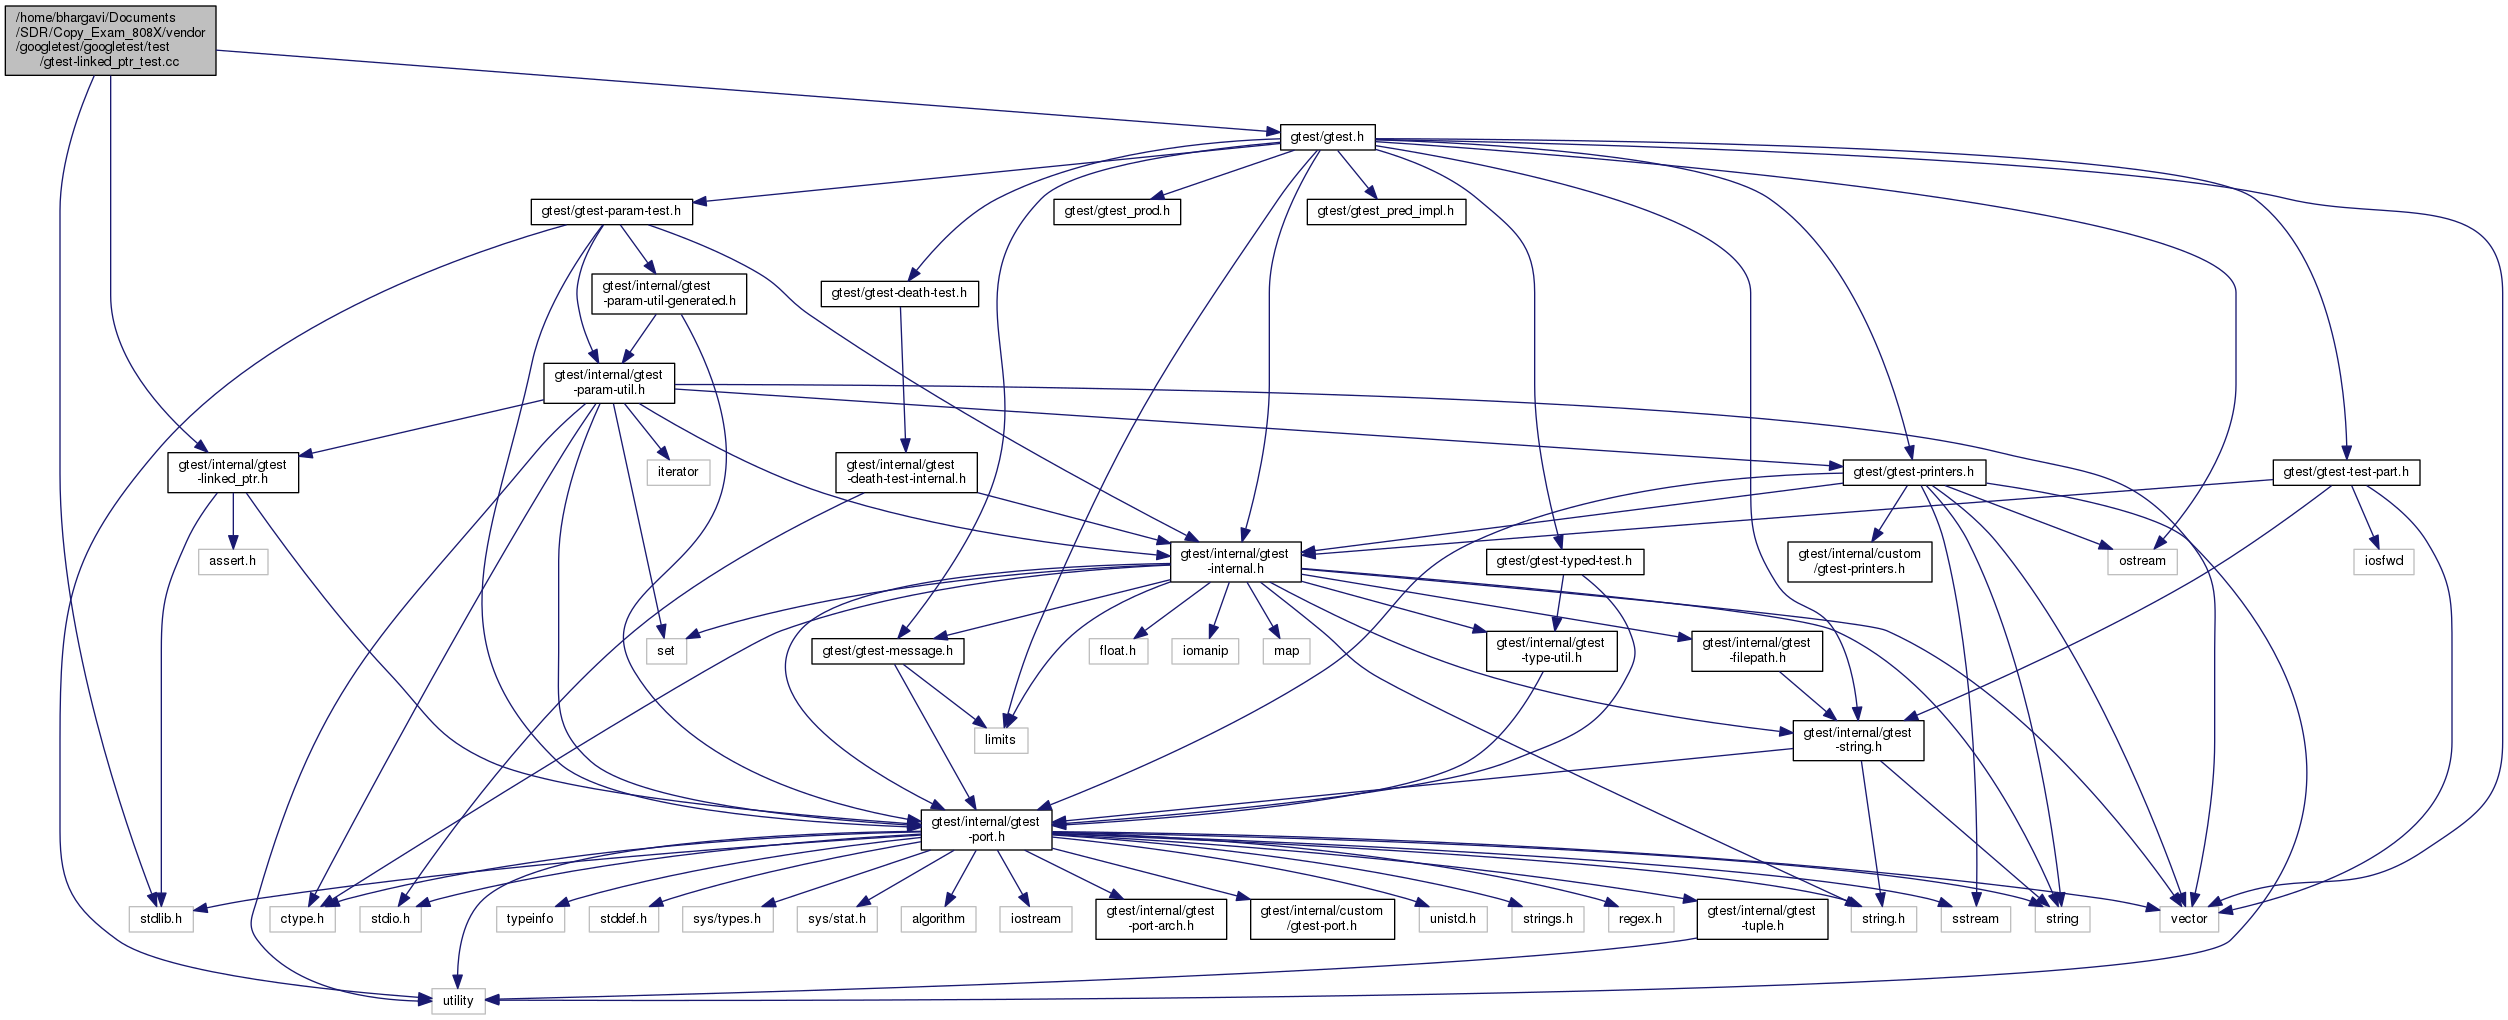 /home/bhargavi/Documents
/SDR/Copy_Exam_808X/vendor
/googletest/googletest/test
/gtest-linked_ptr_test.cc
gtest/gtest.h
gtest/gtest-param-test.h
gtest/gtest_prod.h
gtest/gtest_pred_impl.h
gtest/internal/gtest
-param-util-generated.h
gtest/gtest-death-test.h
gtest/internal/gtest
-param-util.h
gtest/internal/gtest
-linked_ptr.h
iterator
gtest/internal/gtest
-death-test-internal.h
gtest/gtest-printers.h
gtest/gtest-test-part.h
assert.h
gtest/internal/gtest
-internal.h
gtest/gtest-typed-test.h
gtest/internal/custom
/gtest-printers.h
ostream
iosfwd
set
gtest/gtest-message.h
float.h
iomanip
map
gtest/internal/gtest
-type-util.h
gtest/internal/gtest
-filepath.h
limits
gtest/internal/gtest
-string.h
gtest/internal/gtest
-port.h
stdlib.h
ctype.h
stdio.h
typeinfo
stddef.h
sys/types.h
sys/stat.h
algorithm
iostream
gtest/internal/gtest
-port-arch.h
gtest/internal/custom
/gtest-port.h
unistd.h
strings.h
regex.h
gtest/internal/gtest
-tuple.h
string.h
sstream
string
vector
utility